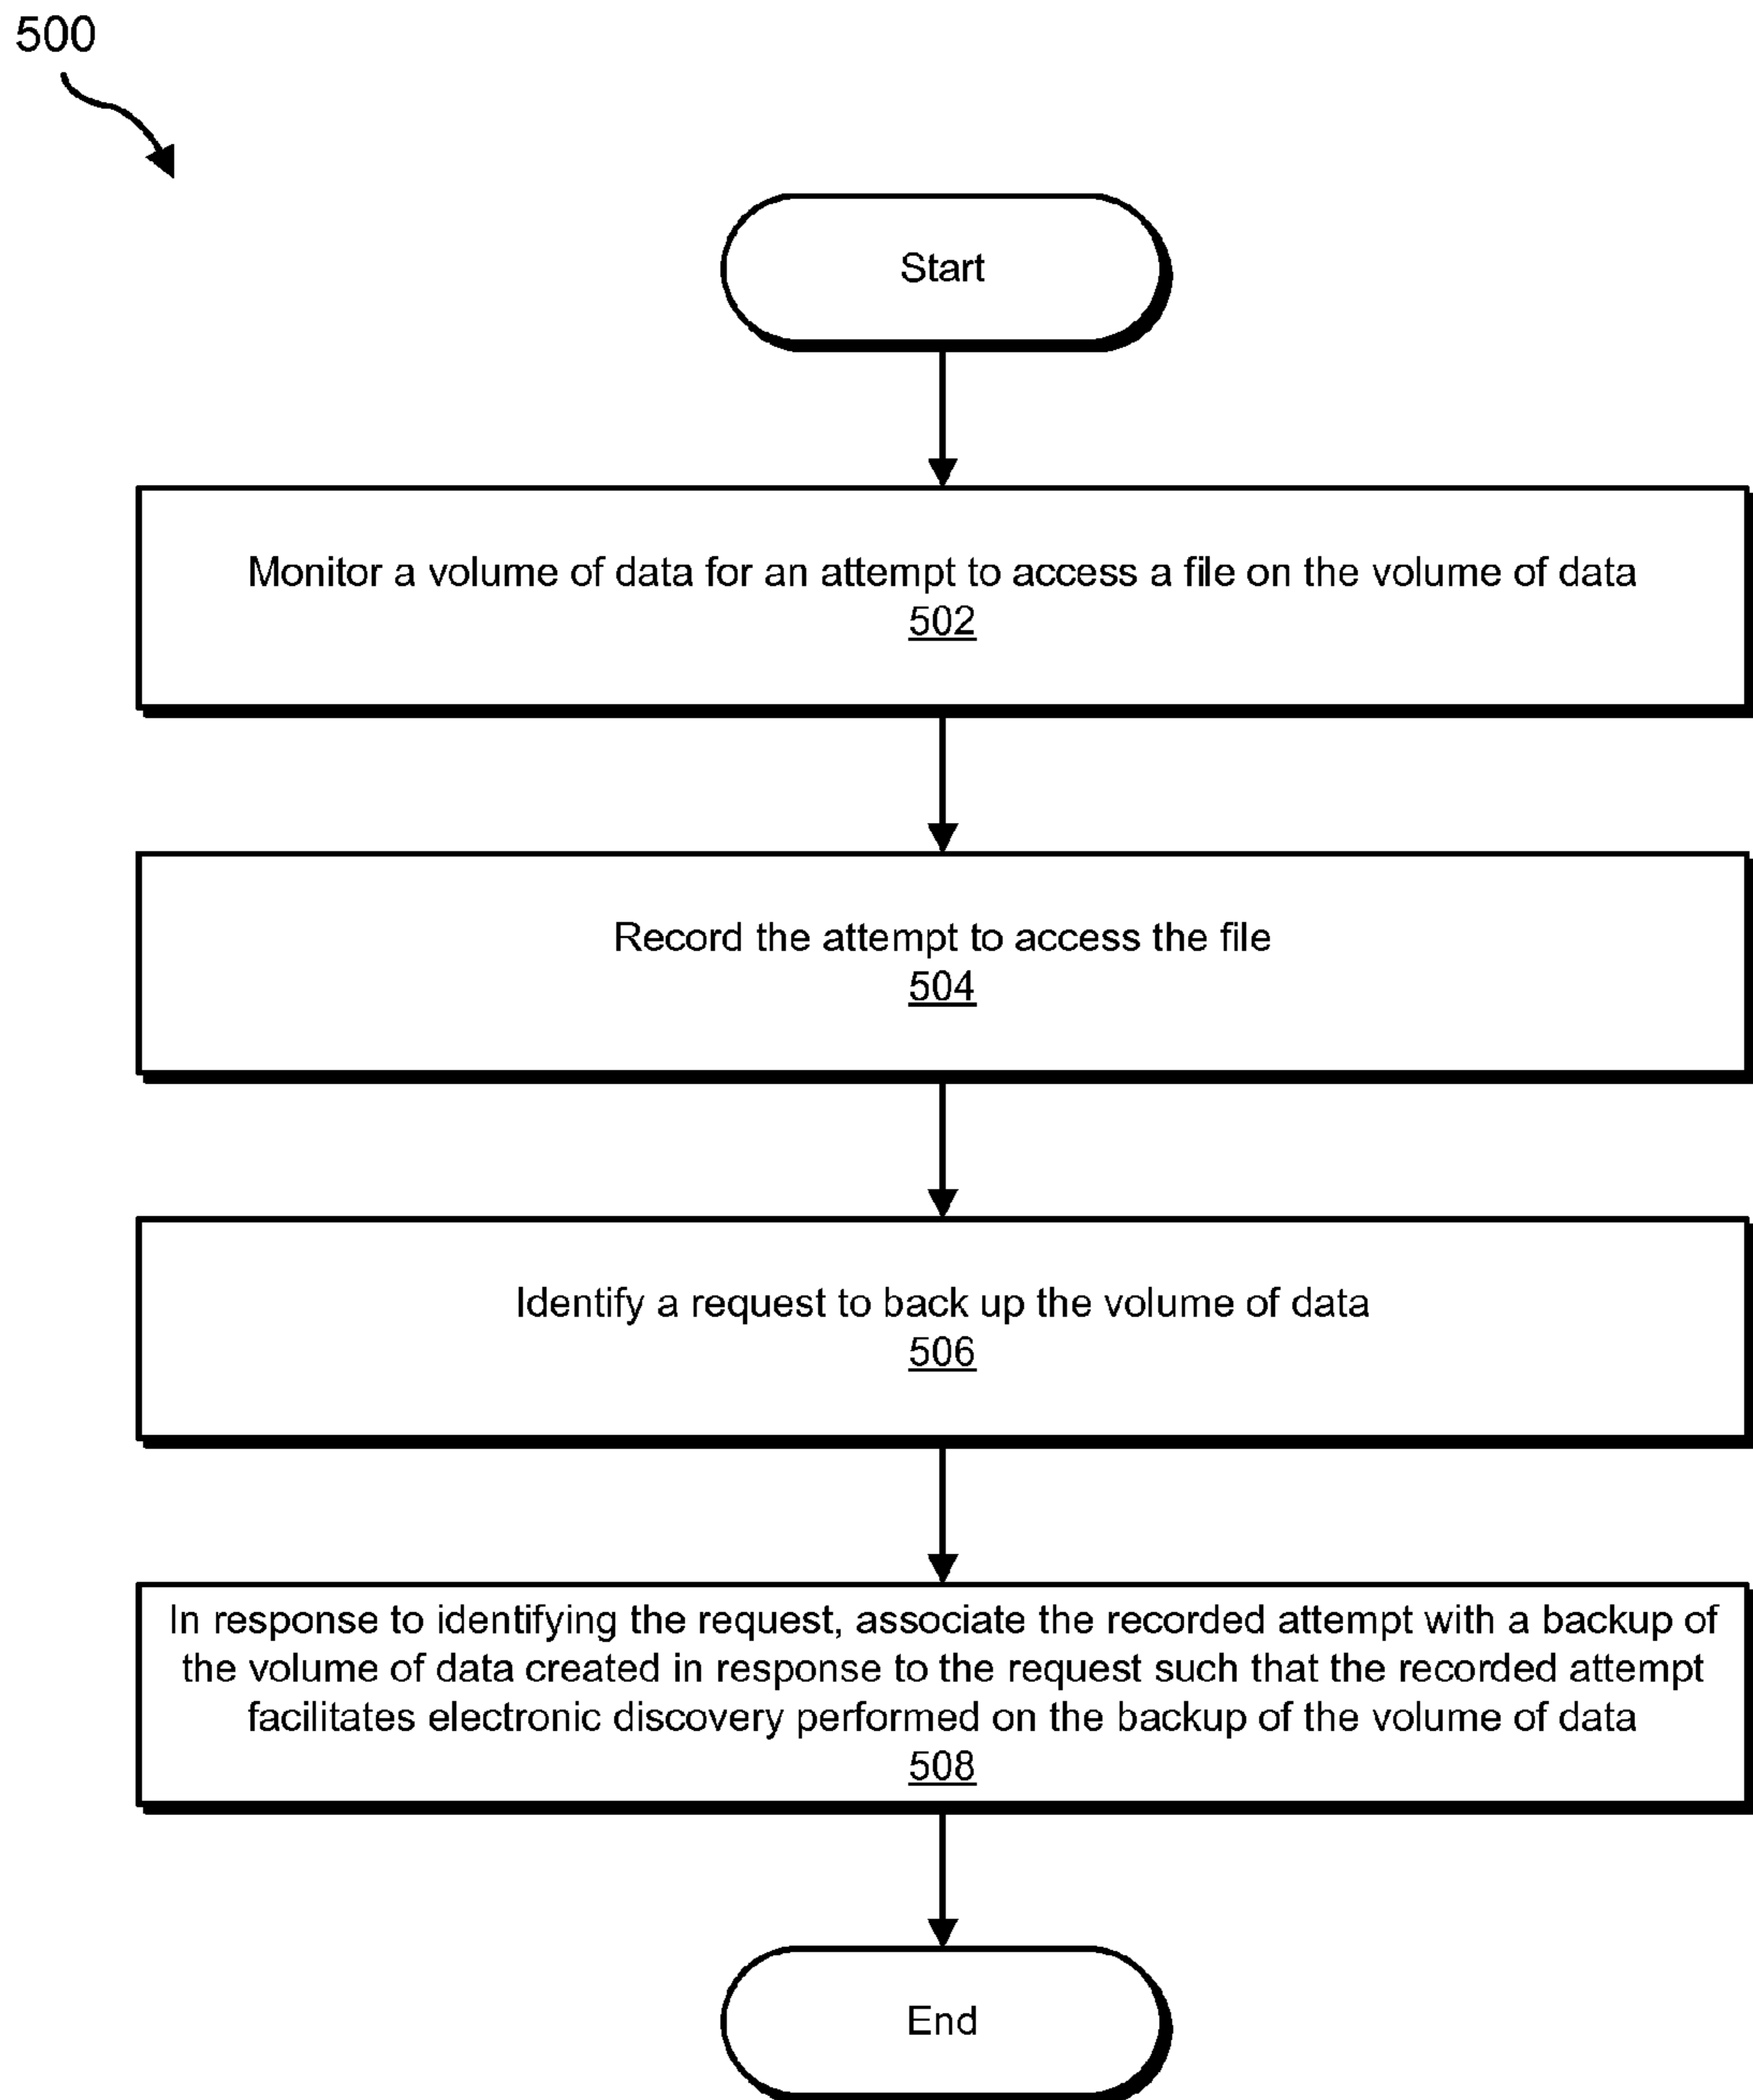 500
Start
Monitor a volume of data for an attempt to access a file on the volume of data
502
Record the attempt to access the file
504
Identify a request to back up the volume of data
506
In response to identifying the request, associate the recorded attempt with a backup of
the volume of data created in response to the request such that the recorded attempt
facilitates electronic discovery performed on the backup of the volume of data
508
End